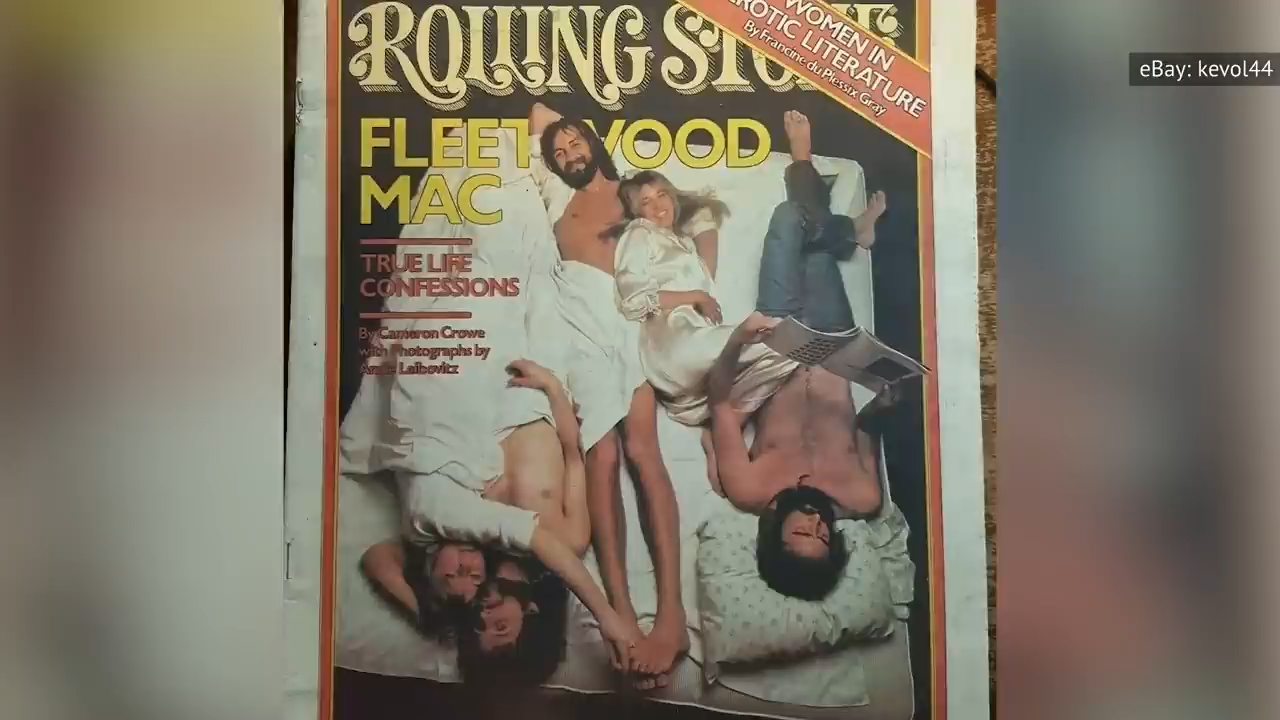 ROLLING STONE
WOMEN IN
EROTIC LITERATURE
By Francine du Plessix Gray
eBay: kevol44
FLEETWOOD
MAC
TRUE LIFE
CONFESSIONS
By Cameron Crowe
with Photographs by
Annie Leibovitz